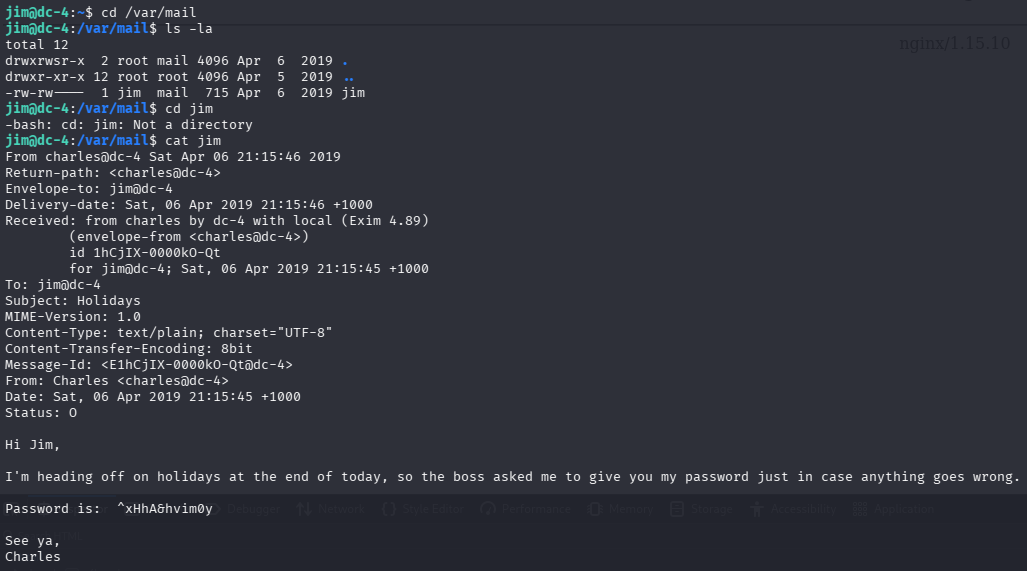 jim@dc-4:~$ cd /var/mail
jim@dc-4:/var/mail$ ls -la
nginx/1.15.10
total 12
drwxrwsr-x  2 root mail 4096 Apr  6  2019 .
drwxr-xr-x 12 root root 4096 Apr  5  2019 ..
-rw-rw----  1 jim  mail  715 Apr  6  2019 jim
jim@dc-4:/var/mail$ cd jim
-bash: cd: jim: Not a directory
jim@dc-4:/var/mail$ cat jim
From charles@dc-4 Sat Apr 06 21:15:46 2019
Return-path: <charles@dc-4>
Envelope-to: jim@dc-4
Delivery-date: Sat, 06 Apr 2019 21:15:46 +1000
Received: from charles by dc-4 with local (Exim 4.89)
        (envelope-from <charles@dc-4>)
        id 1hCjIX-0000kO-Qt
        for jim@dc-4; Sat, 06 Apr 2019 21:15:45 +1000
To: jim@dc-4
Subject: Holidays
MIME-Version: 1.0
Content-Type: text/plain; charset="UTF-8"
Content-Transfer-Encoding: 8bit
Message-Id: <E1hCjIX-0000kO-Qt@dc-4>
From: Charles <charles@dc-4>
Date: Sat, 06 Apr 2019 21:15:45 +1000
Status: O
Hi Jim,
I'm heading off on holidays at the end of today, so the boss asked me to give you my password just in case anything goes wrong.
Password is:  ^xHhA&hvim0y
Debugger Network Style Editor Performance Memory Storage Accessibility Application
See ya,
Charles